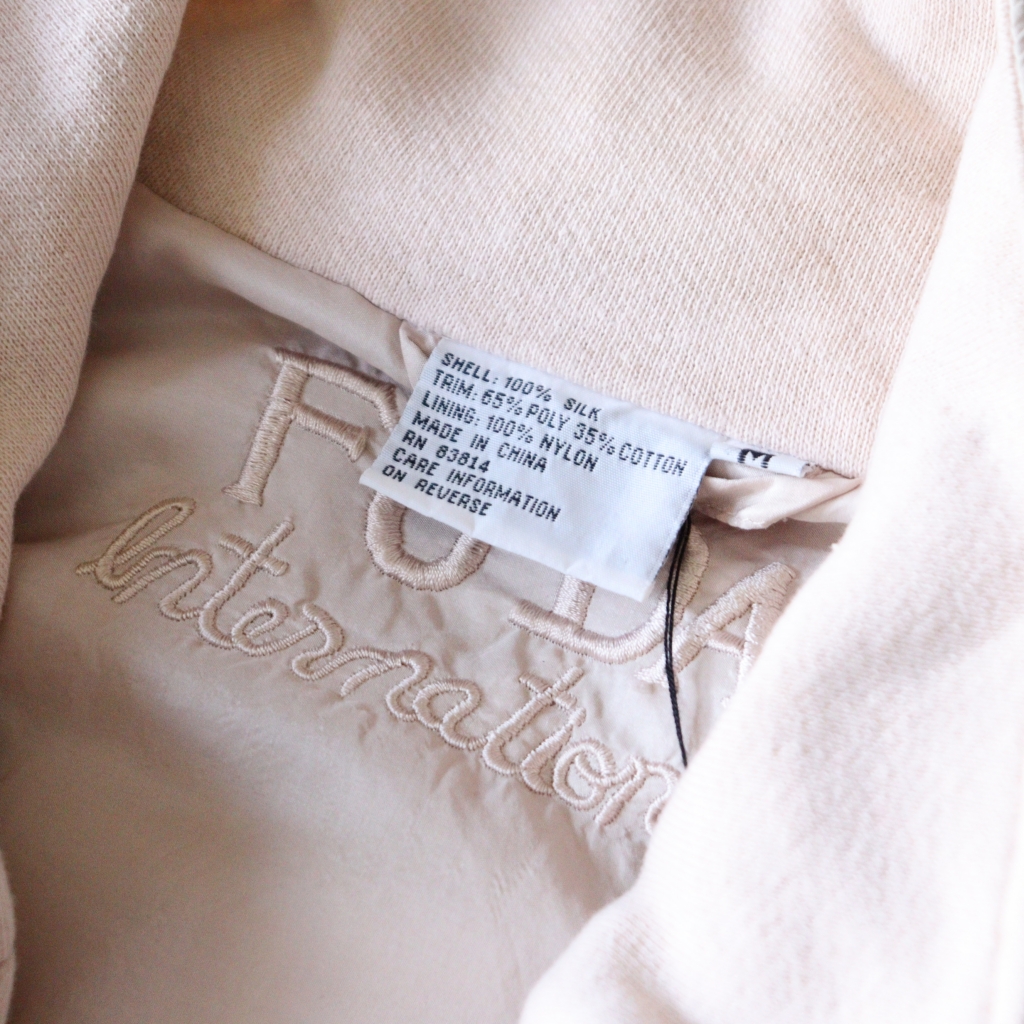 SHELL: 100% SILK
TRIM: 65% POLY 35% COTTON
LINING: 100% NYLON
MADE IN CHINA
RN 83814
CARE INFORMATION
ON REVERSE
M
International